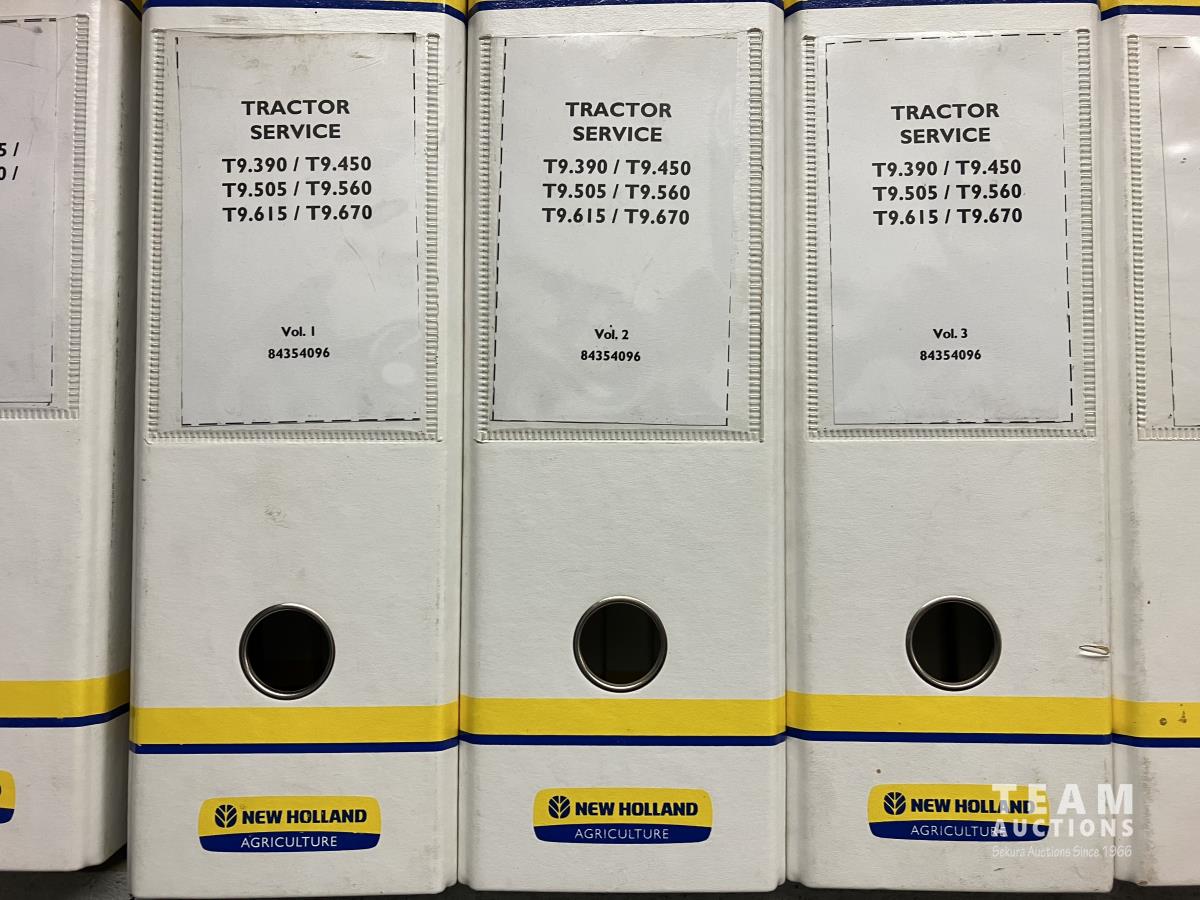 5 /
0 /
TRACTOR
SERVICE
T9.390 / T9.450
T9.505 / T9.560
T9.615 / T9.670
Vol. 1
84354096
NEW HOLLAND
AGRICULTURE
TRACTOR
SERVICE
T9.390 / T9.450
T9.505 / T9.560
T9.615 / T9.670
Vol. 2
84354096
NEW HOLLAND
AGRICULTURE
TRACTOR
SERVICE
T9.390 / T9.450
T9.505 / T9.560
T9.615 / T9.670
Vol. 3
84354096
NEW HOLLAND
AGRICULTURE
TEAM
AUCTIONS
Sekura Auctions Since 1966